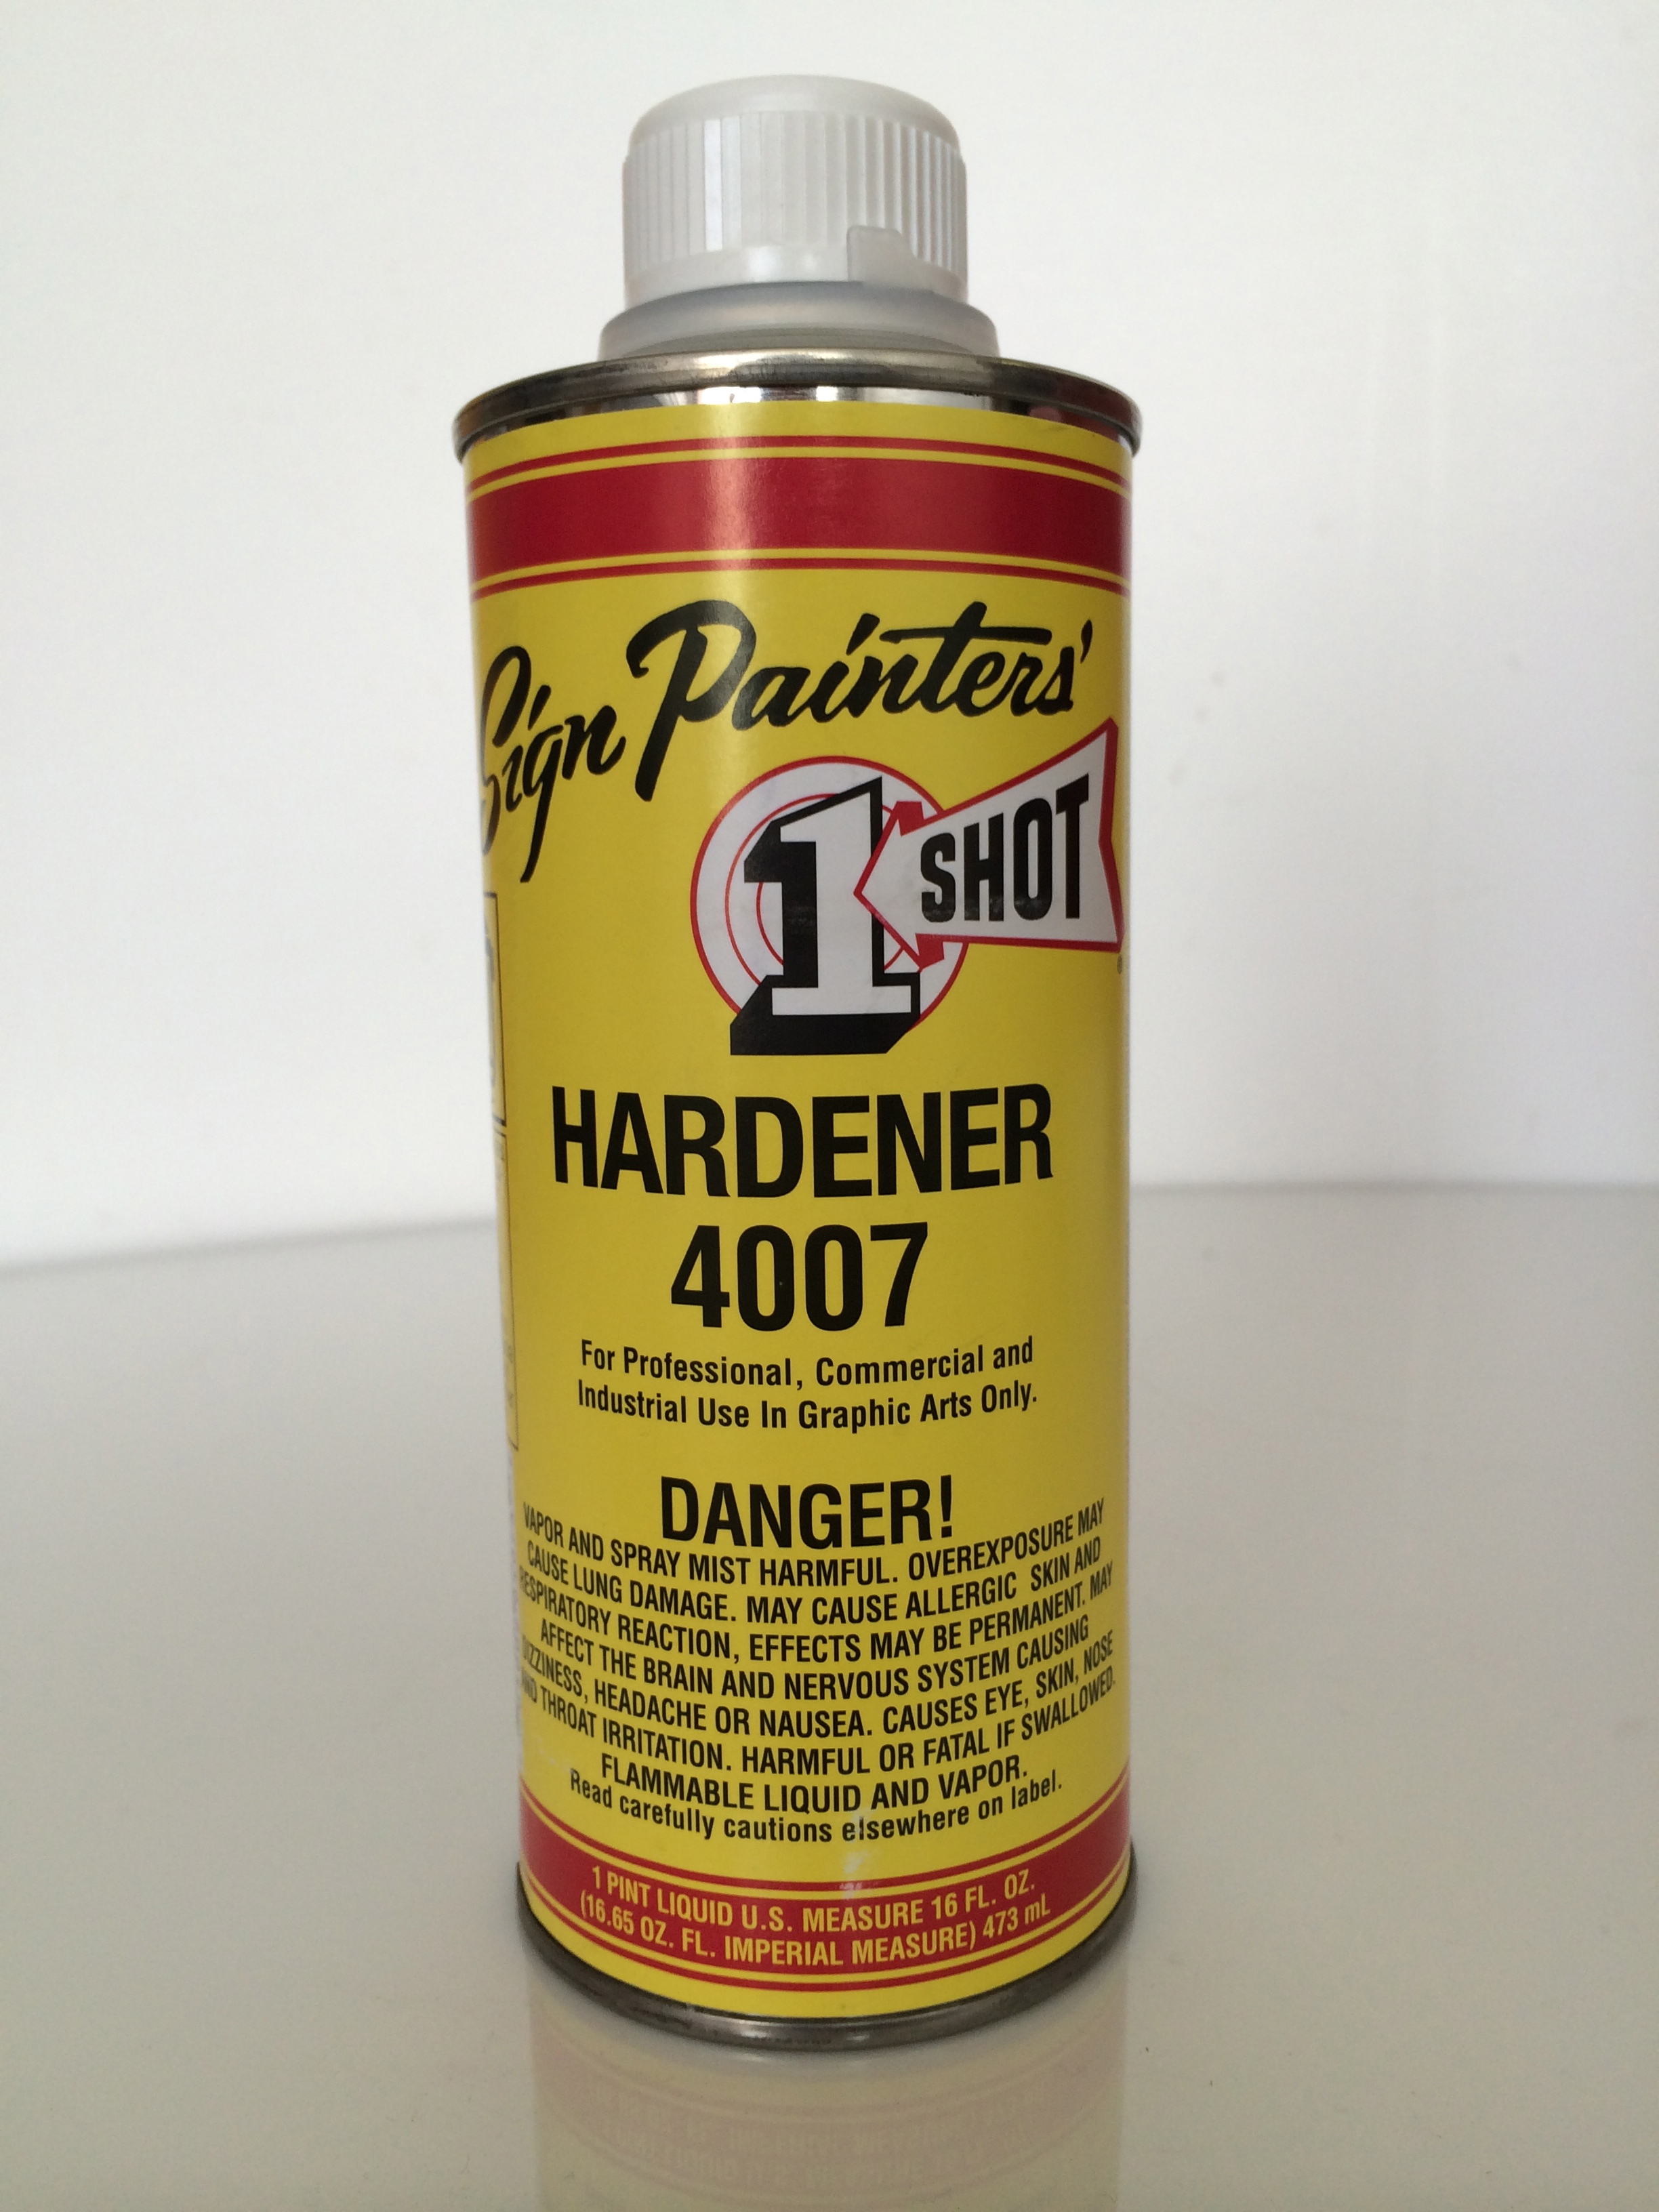 Sign Painters'
1 SHOT
HARDENER
4007
For Professional, Commercial and
Industrial Use In Graphic Arts Only.
DANGER!
VAPOR AND SPRAY MIST HARMFUL. OVEREXPOSURE MAY
CAUSE LUNG DAMAGE. MAY CAUSE ALLERGIC SKIN AND
RESPIRATORY REACTION, EFFECTS MAY BE PERMANENT. MAY
AFFECT THE BRAIN AND NERVOUS SYSTEM CAUSING
DIZZINESS, HEADACHE OR NAUSEA. CAUSES EYE, SKIN, NOSE
AND THROAT IRRITATION. HARMFUL OR FATAL IF SWALLOWED.
FLAMMABLE LIQUID AND VAPOR.
Read carefully cautions elsewhere on label.
1 PINT LIQUID U.S. MEASURE 16 FL. OZ.
(16.65 OZ. FL. IMPERIAL MEASURE) 473 mL